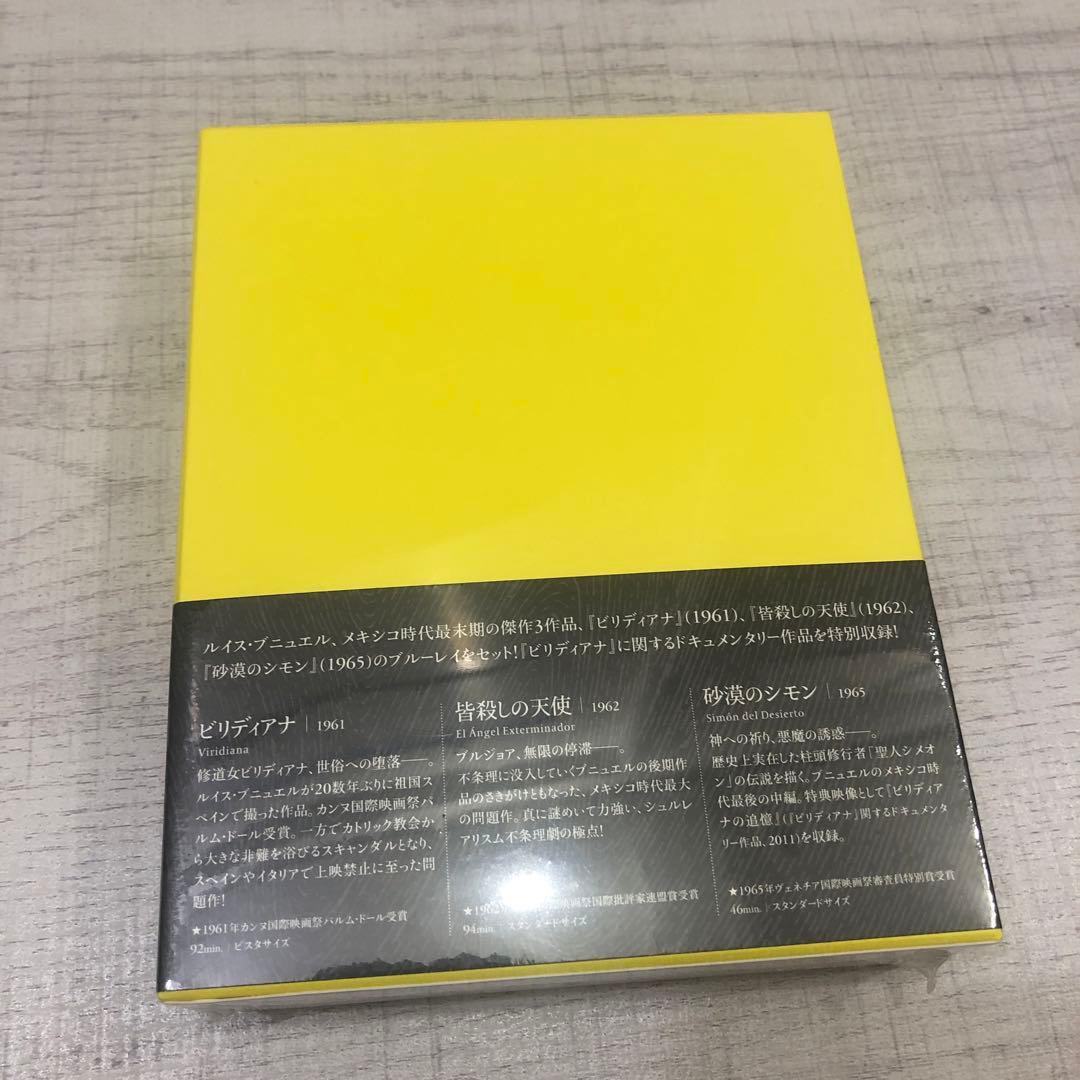 ルイス・ブニュエル、メキシコ時代最末期の傑作3作品、『ビリディアナ』(1961)、『皆殺しの天使』(1962)、
『砂漠のシモン』(1965)のブルーレイをセット!『ビリディアナ』に関するドキュメンタリー作品を特別収録!
ビリディアナ | 1961
Viridiana
修道女ビリディアナ、世俗への堕落——。
ルイス・ブニュエルが20数年ぶりに祖国ス
ペインで撮った作品。カンヌ国際映画祭パ
ルム・ドール受賞。一方でカトリック教会か
ら大きな非難を浴びるスキャンダルとなり、
スペインやイタリアで上映禁止に至った問
題作!
★1961年カンヌ国際映画祭パルム・ドール受賞
92min. | ビスタサイズ
皆殺しの天使 | 1962
El Ángel Exterminador
ブルジョア、無限の停滞——。
不条理に没入していくブニュエルの後期作
品のさきがけともなった、メキシコ時代最大
の問題作。真に謎めいて力強い、シュルレ
アリスム不条理劇の極点!
★1962 映画祭国際批評家連盟賞受賞
94min. | スタンダードサイズ
砂漠のシモン | 1965
Simón del Desierto
神への祈り、悪魔の誘惑——。
歴史上実在した柱頭修行者「聖人シメオ
ン」の伝説を描く。ブニュエルのメキシコ時
代最後の中編。特典映像として『ビリディア
ナの追憶』(『ビリディアナ』関するドキュメンタ
リー作品、2011)を収録。
★1965年ヴェネチア国際映画祭審査員特別賞受賞
46min. | スタンダードサイズ